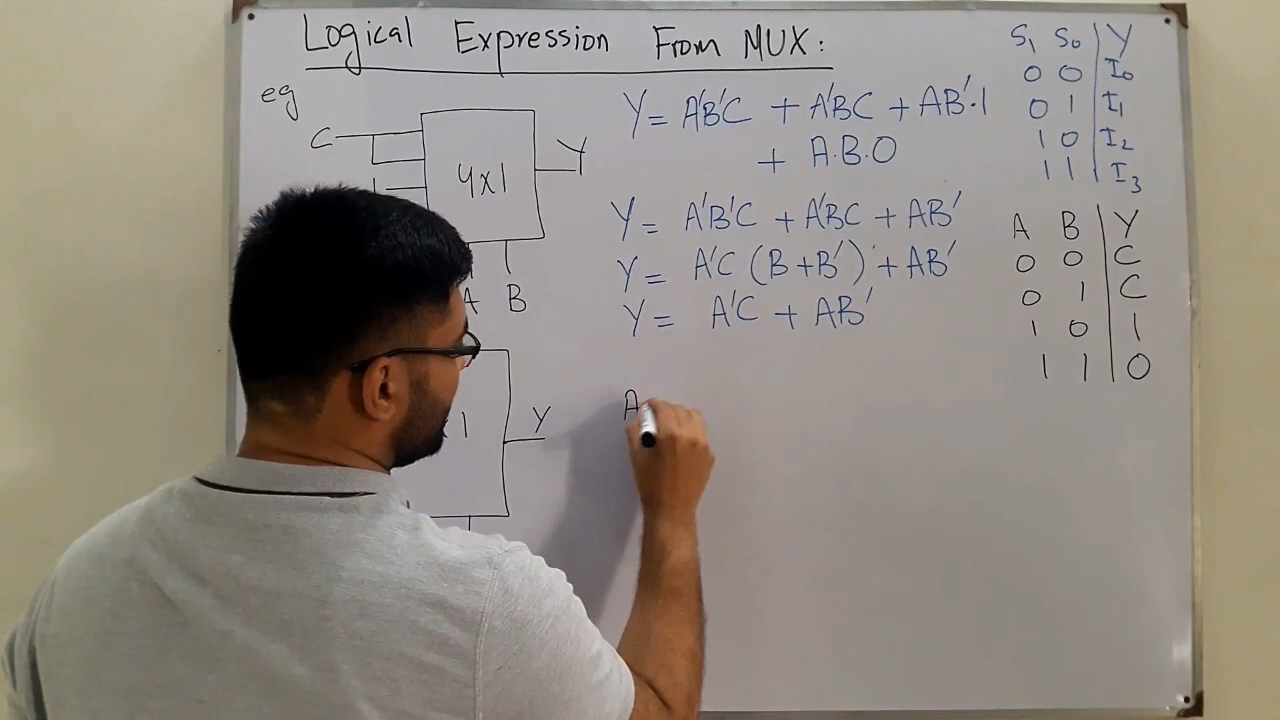 Logical Expression From MUX:
eg
C
4x1
Y
A B
Y = A'B'C + A'BC + AB'.1
+ A.B.0
Y = A'B'C + A'BC + AB'
Y = A'C (B+B') + AB'
Y = A'C + AB'
S₁ S₀ Y
0 0 I₀
0 1 I₁
1 0 I₂
1 1 I₃
A B Y
0 0 C
0 1 C
1 0 1
1 1 0
1
Y
A